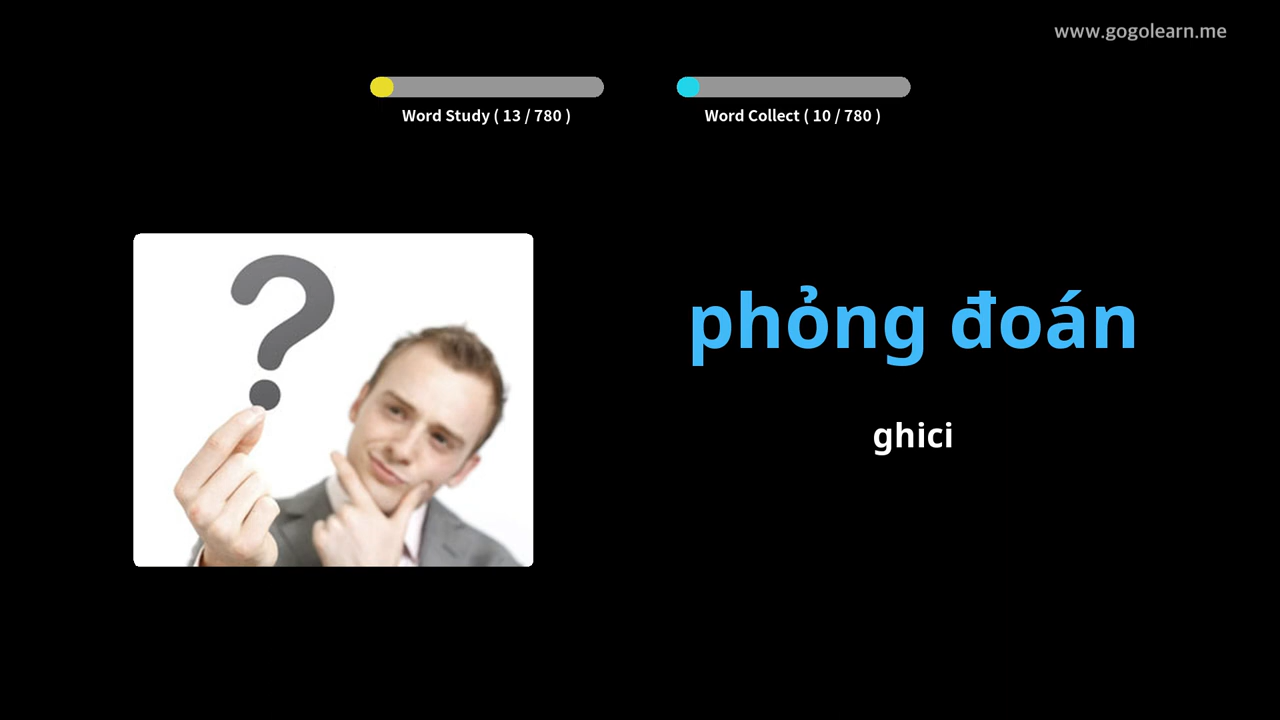 www.gogolearn.me
Word Study ( 13 / 780 )
Word Collect ( 10 / 780 )
phỏng đoán
ghici